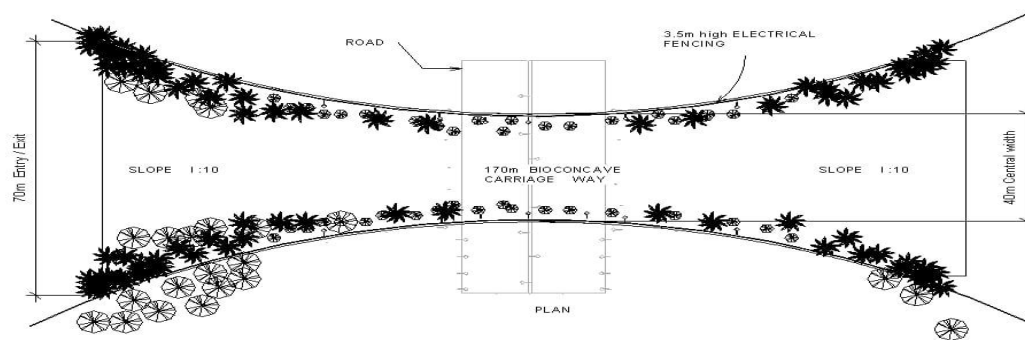 3.5m high ELECTRICAL
FENCING
ROAD
70m Entry / Exit
SLOPE 1:10
170m BIOCONCAVE
CARRIAGE WAY
SLOPE 1:10
40m Central width
PLAN